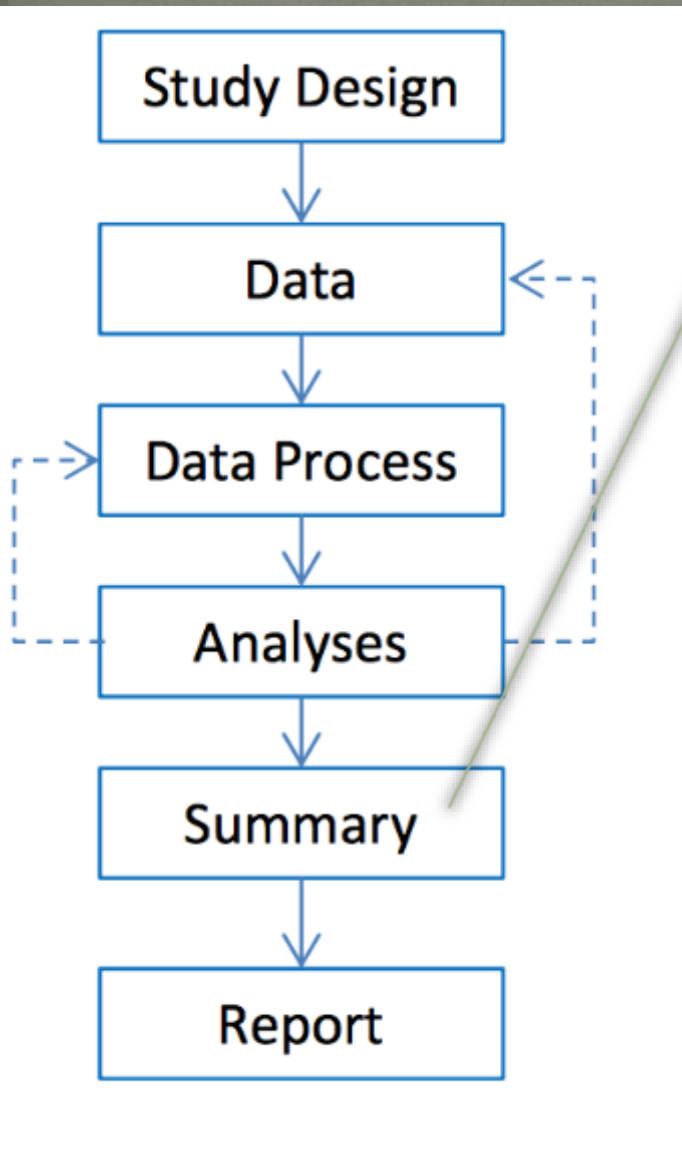 Study Design
Data
Data Process
Analyses
Summary
Report